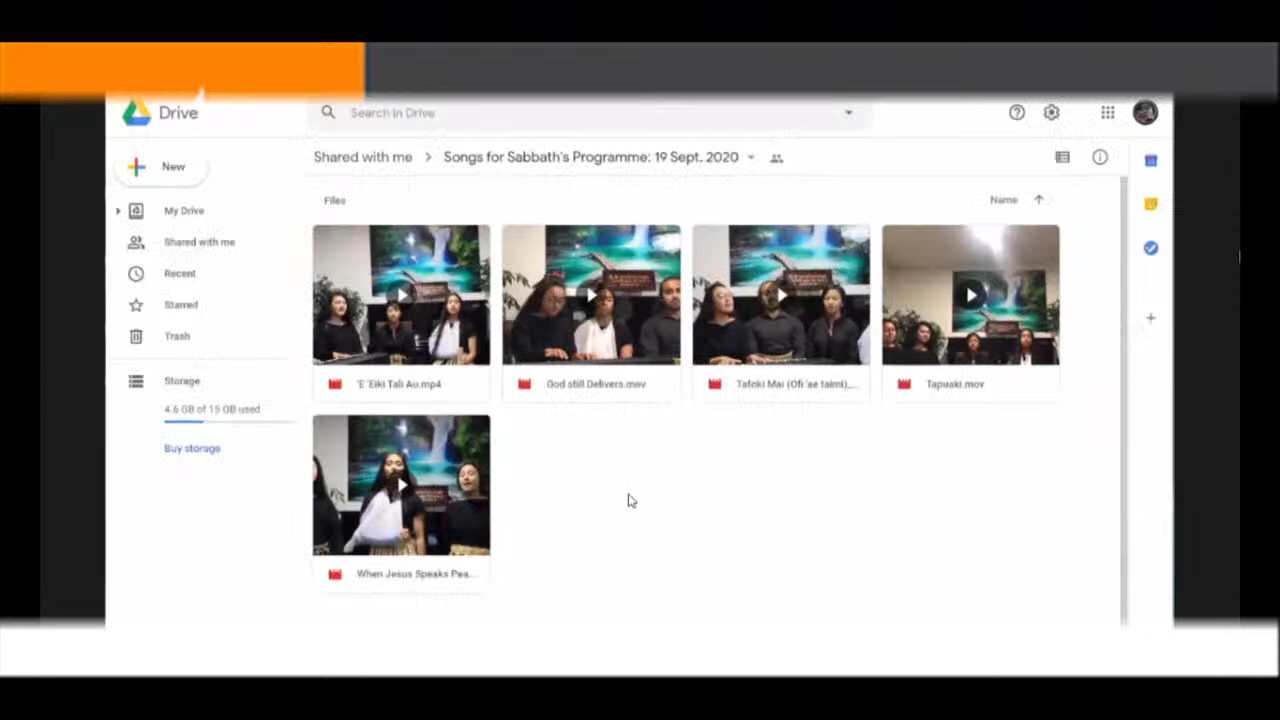 Drive
Search in Drive
New
Shared with me
Songs for Sabbath's Programme: 19 Sept. 2020
My Drive
Shared with me
Recent
Starred
Trash
Storage
4.6 GB of 15 GB used
Buy storage
Files
Name
'E 'Eiki Tali Au.mp4
God still Delivers.mov
Tafoki Mai (Ofi 'ae taimi),...
Tapuaki.mov
When Jesus Speaks Pea...